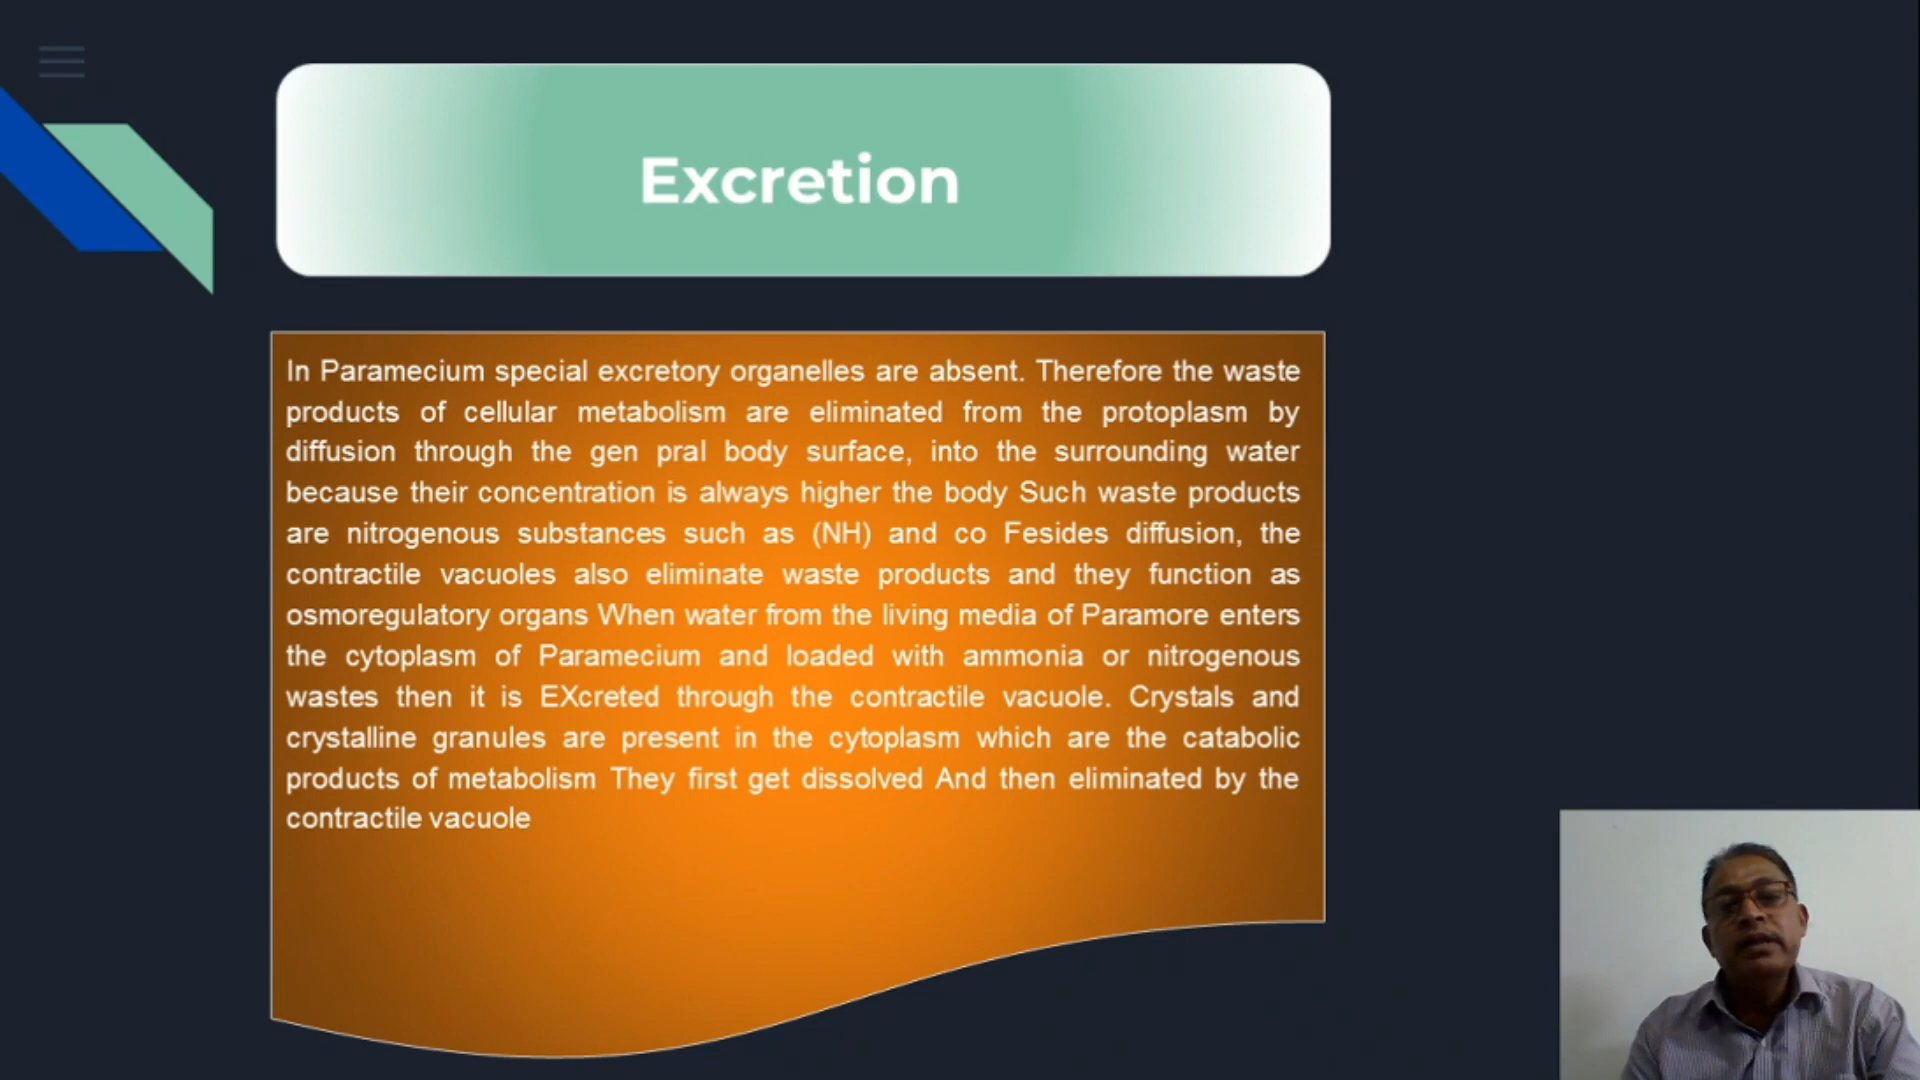 Excretion
In Paramecium special excretory organelles are absent. Therefore the waste
products of cellular metabolism are eliminated from the protoplasm by
diffusion through the gen pral body surface, into the surrounding water
because their concentration is always higher the body Such waste products
are nitrogenous substances such as (NH) and co Fesides diffusion, the
contractile vacuoles also eliminate waste products and they function as
osmoregulatory organs When water from the living media of Paramore enters
the cytoplasm of Paramecium and loaded with ammonia or nitrogenous
wastes then it is EXcreted through the contractile vacuole. Crystals and
crystalline granules are present in the cytoplasm which are the catabolic
products of metabolism They first get dissolved And then eliminated by the
contractile vacuole